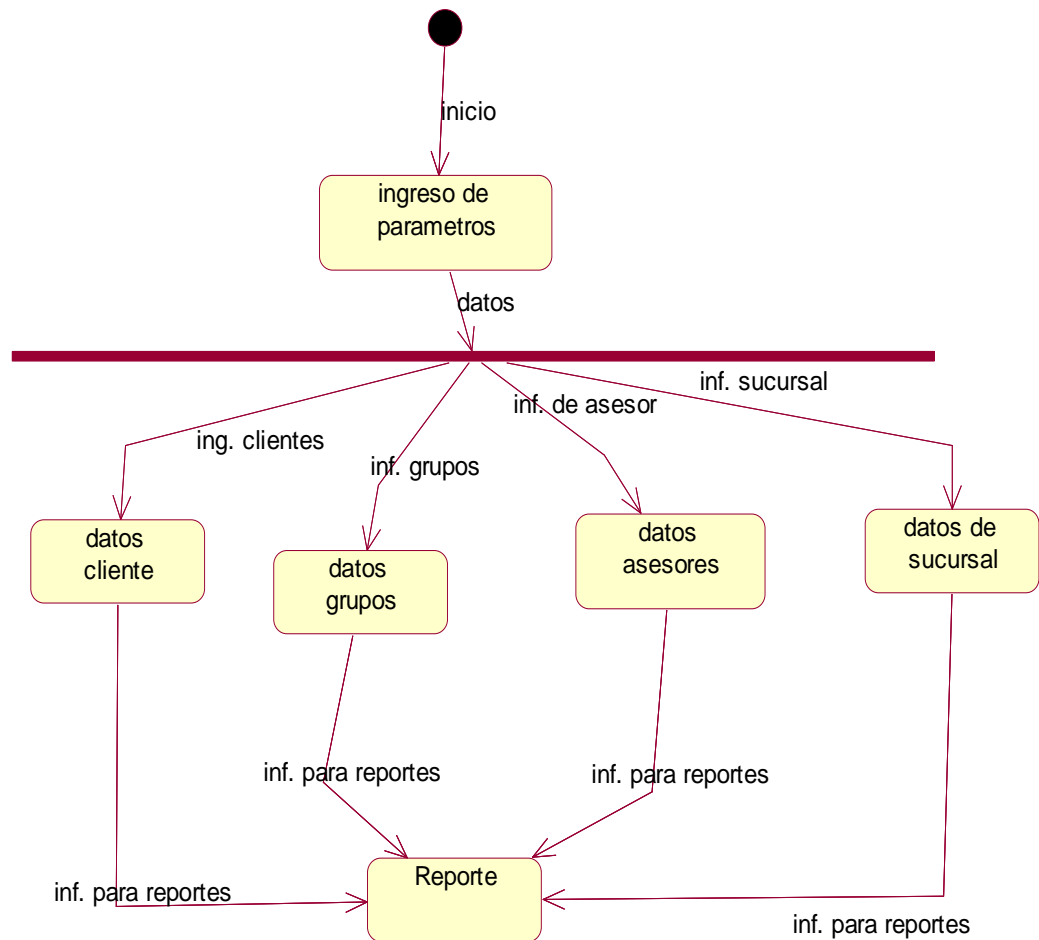 inicio
ingreso de
parametros
datos
inf. sucursal
inf. de asesor
ing. clientes
inf. grupos
datos
cliente
datos
grupos
datos
asesores
datos de
sucursal
inf. para reportes
inf. para reportes
Reporte
inf. para reportes
inf. para reportes